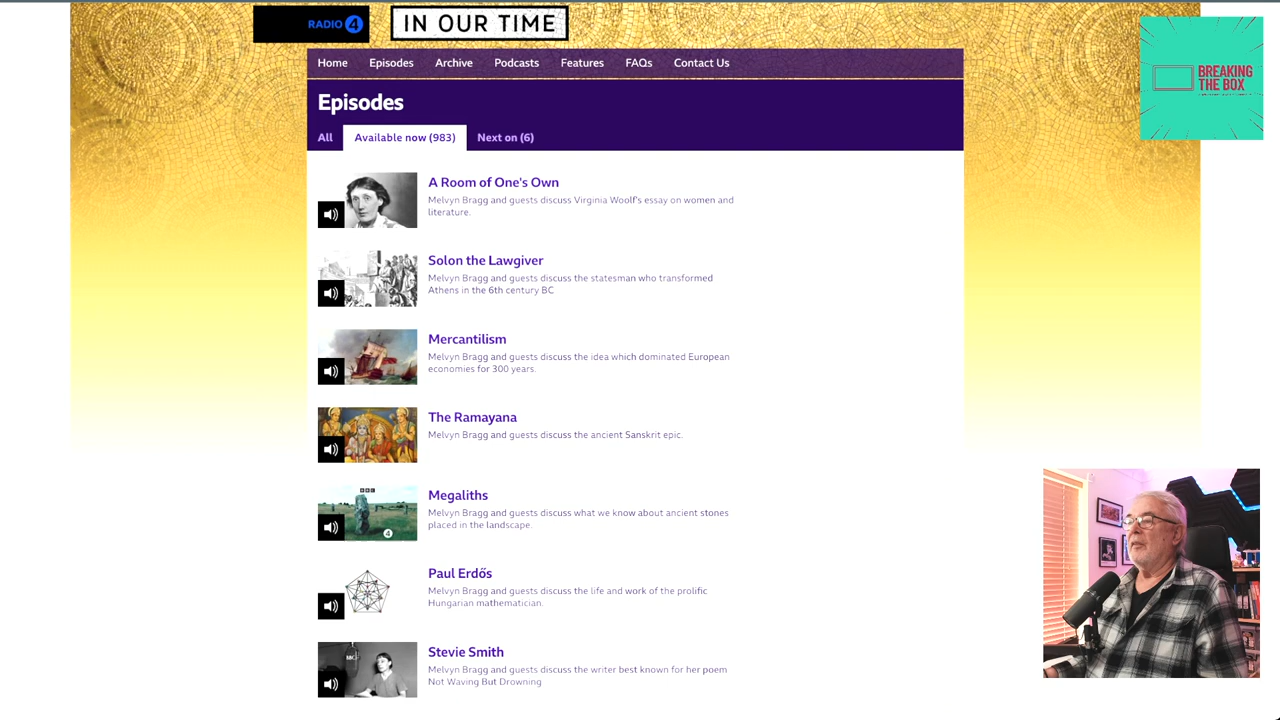 RADIO 4
IN OUR TIME
Home Episodes Archive Podcasts Features FAQs Contact Us
BREAKING
THE BOX
Episodes
All Available now (983) Next on (6)
A Room of One's Own
Melvyn Bragg and guests discuss Virginia Woolf's essay on women and
literature.
Solon the Lawgiver
Melvyn Bragg and guests discuss the statesman who transformed
Athens in the 6th century BC
Mercantilism
Melvyn Bragg and guests discuss the idea which dominated European
economies for 300 years.
The Ramayana
Melvyn Bragg and guests discuss the ancient Sanskrit epic.
BBC
4
Megaliths
Melvyn Bragg and guests discuss what we know about ancient stones
placed in the landscape.
Paul Erdős
Melvyn Bragg and guests discuss the life and work of the prolific
Hungarian mathematician.
Stevie Smith
Melvyn Bragg and guests discuss the writer best known for her poem
Not Waving But Drowning